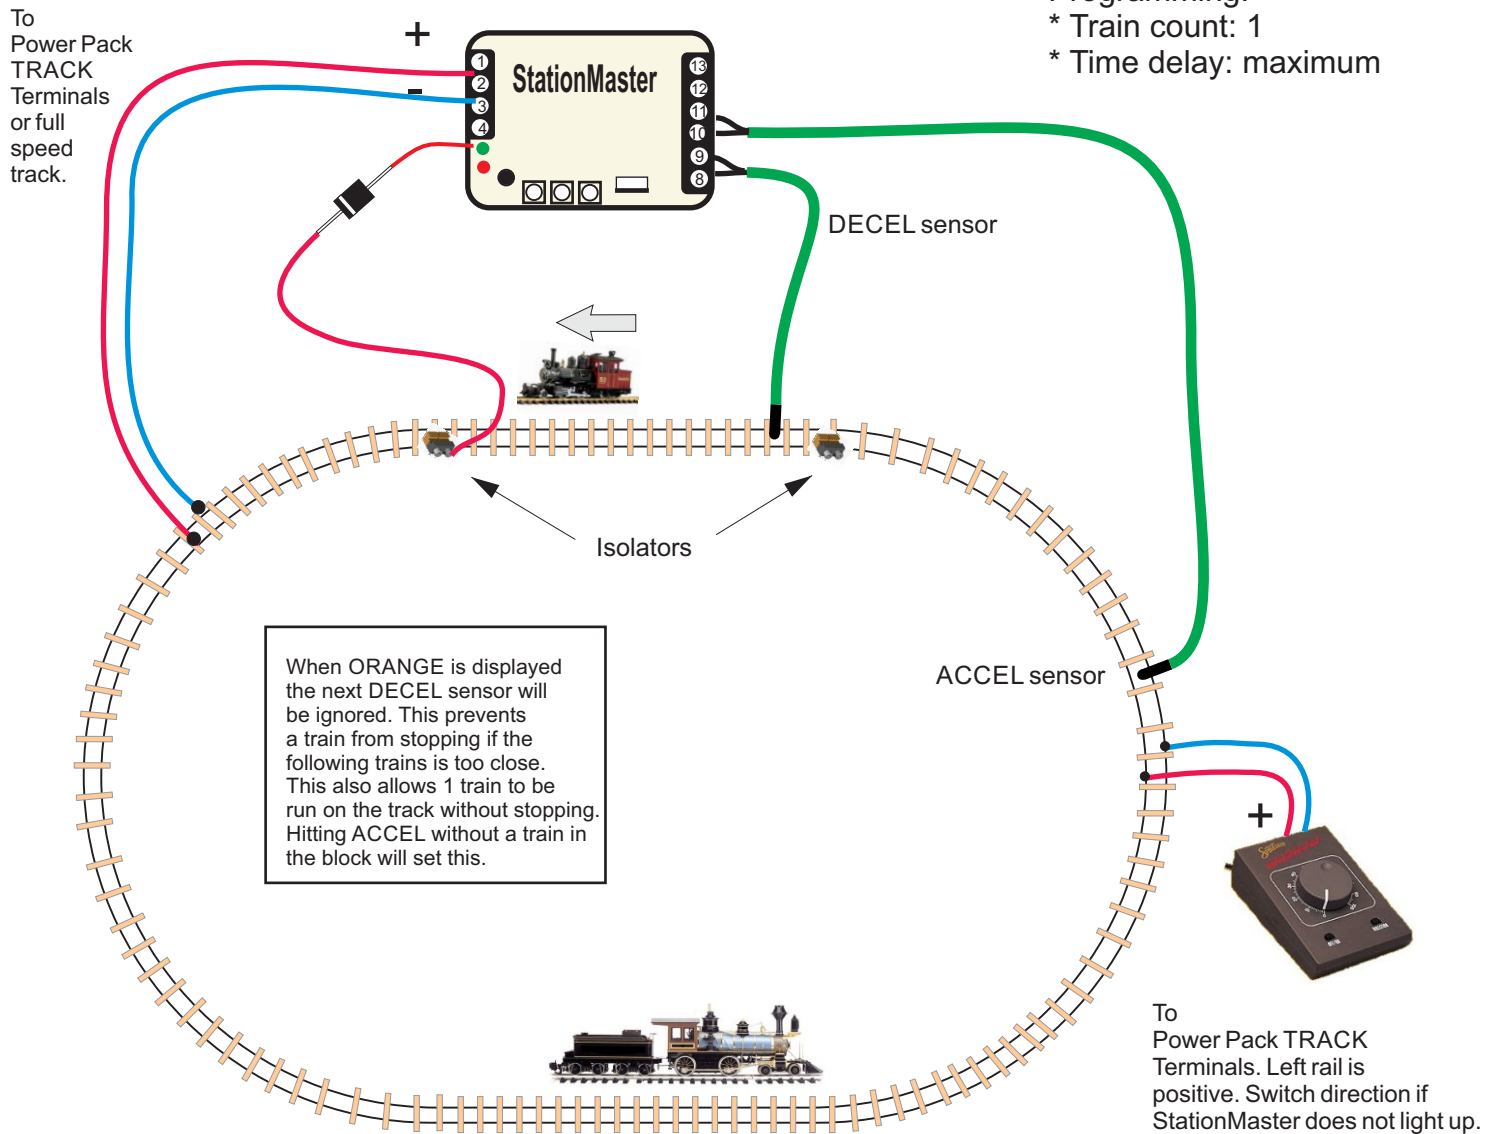 To
Power Pack
TRACK
Terminals
or full
speed
track.
+
-
1
2
3
4
StationMaster
13
12
11
10
9
8
* Train count: 1
* Time delay: maximum
DECEL sensor
Isolators
When ORANGE is displayed
the next DECEL sensor will
be ignored. This prevents
a train from stopping if the
following trains is too close.
This also allows 1 train to be
run on the track without stopping.
Hitting ACCEL without a train in
the block will set this.
ACCEL sensor
+
To
Power Pack TRACK
Terminals. Left rail is
positive. Switch direction if
StationMaster does not light up.